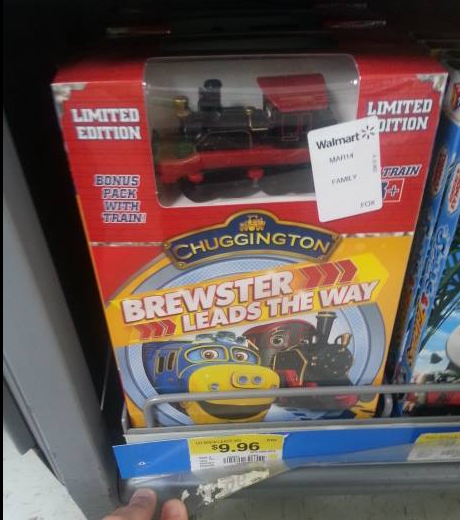 LIMITED
EDITION
LIMITED
EDITION
BONUS
PACK
WITH
TRAIN!
Walmart
MAR14
FAMILY
FOX
TRAIN
3+
CHUGGINGTON
BREWSTER
LEADS THE WAY
$9.96